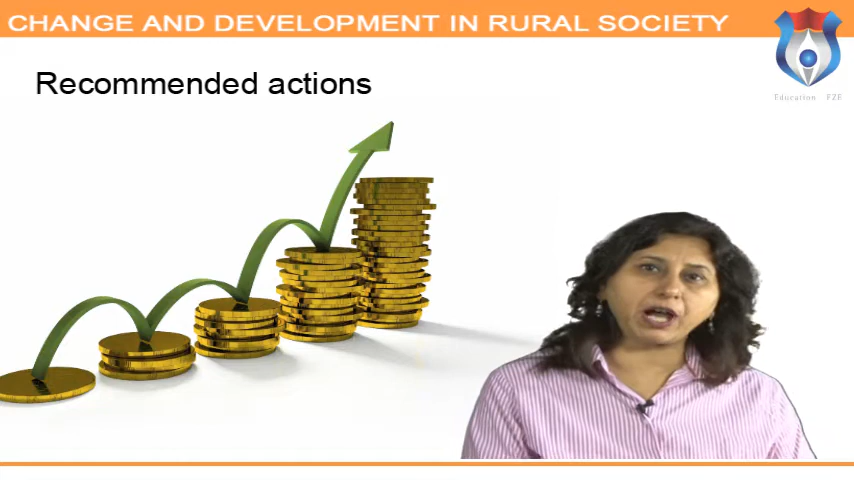 CHANGE AND DEVELOPMENT IN RURAL SOCIETY
Recommended actions
Education FZE